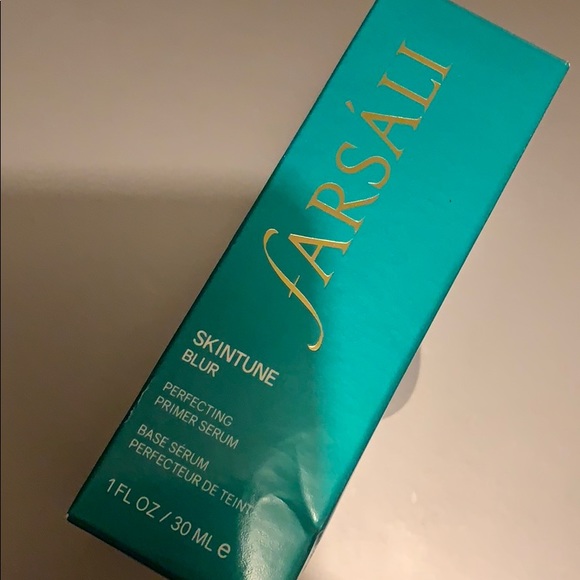 fARSÁLI
SKINTUNE
BLUR
PERFECTING
PRIMER SERUM
BASE SÉRUM
PERFECTEUR DE TEINT
1 FL OZ / 30 ML ℮